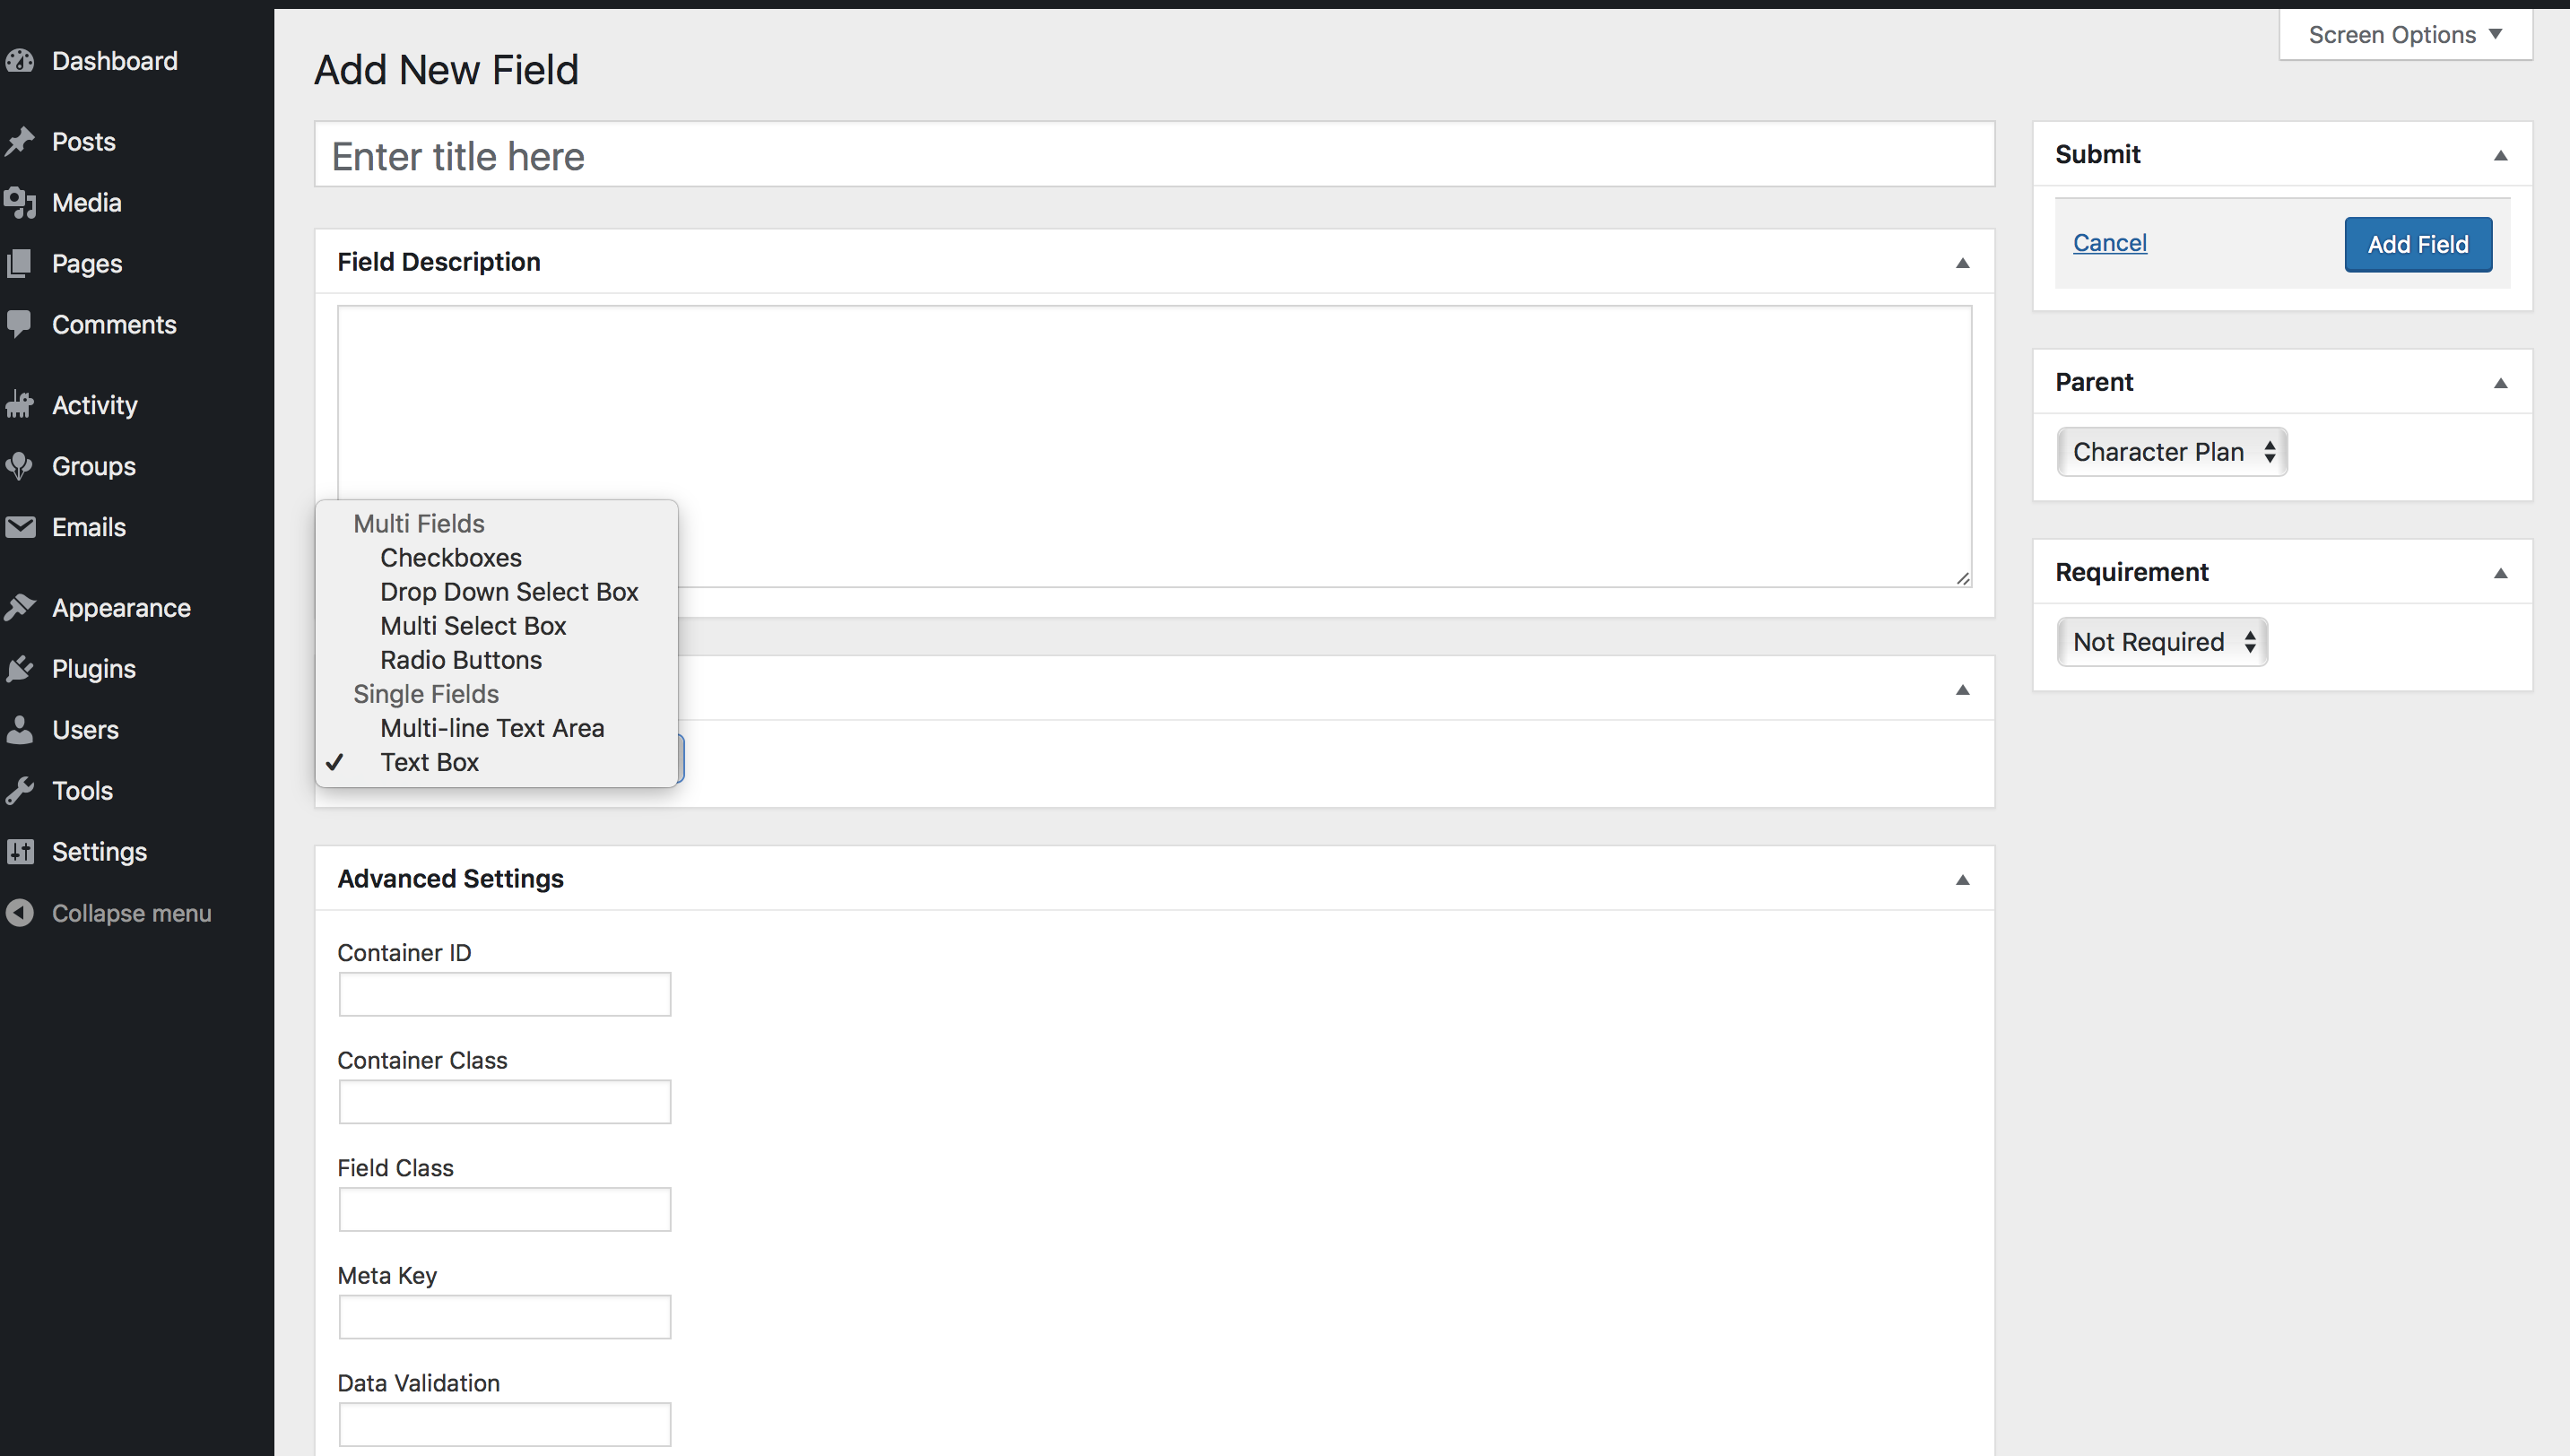 Dashboard
Posts
Media
Pages
Comments
Activity
Groups
Emails
Appearance
Plugins
Users
Tools
Settings
Collapse menu
Screen Options
Add New Field
Enter title here
Field Description
Multi Fields
Checkboxes
Drop Down Select Box
Multi Select Box
Radio Buttons
Single Fields
Multi-line Text Area
✓ Text Box
Advanced Settings
Container ID
Container Class
Field Class
Meta Key
Data Validation
Submit
Cancel
Add Field
Parent
Character Plan
Requirement
Not Required